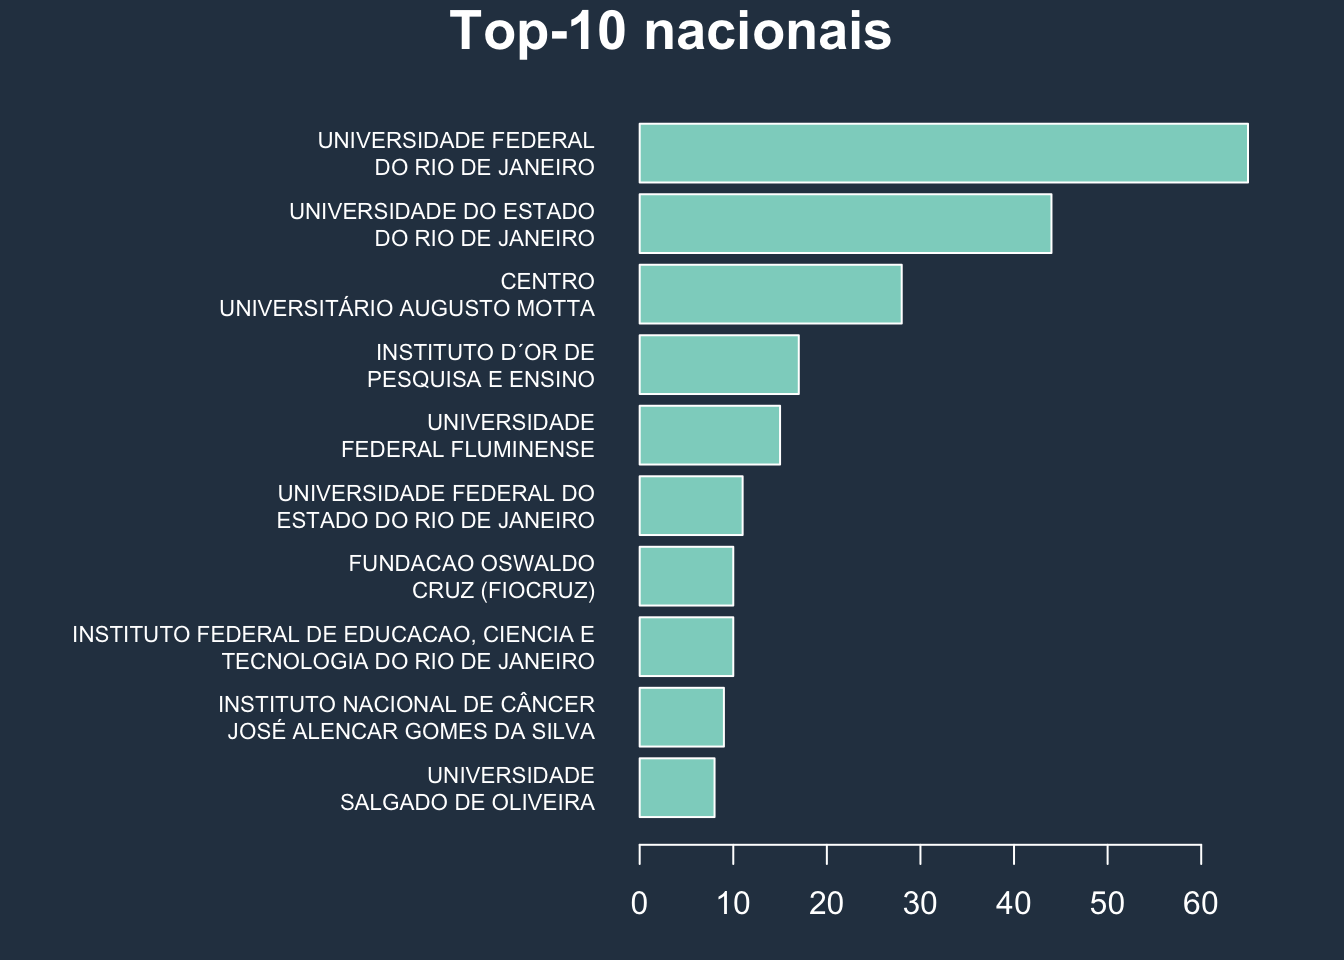 Top-10 nacionais
UNIVERSIDADE FEDERAL
DO RIO DE JANEIRO
UNIVERSIDADE DO ESTADO
DO RIO DE JANEIRO
CENTRO
UNIVERSITÁRIO AUGUSTO MOTTA
INSTITUTO D´OR DE
PESQUISA E ENSINO
UNIVERSIDADE
FEDERAL FLUMINENSE
UNIVERSIDADE FEDERAL DO
ESTADO DO RIO DE JANEIRO
FUNDACAO OSWALDO
CRUZ (FIOCRUZ)
INSTITUTO FEDERAL DE EDUCACAO, CIENCIA E
TECNOLOGIA DO RIO DE JANEIRO
INSTITUTO NACIONAL DE CÂNCER
JOSÉ ALENCAR GOMES DA SILVA
UNIVERSIDADE
SALGADO DE OLIVEIRA
0 10 20 30 40 50 60